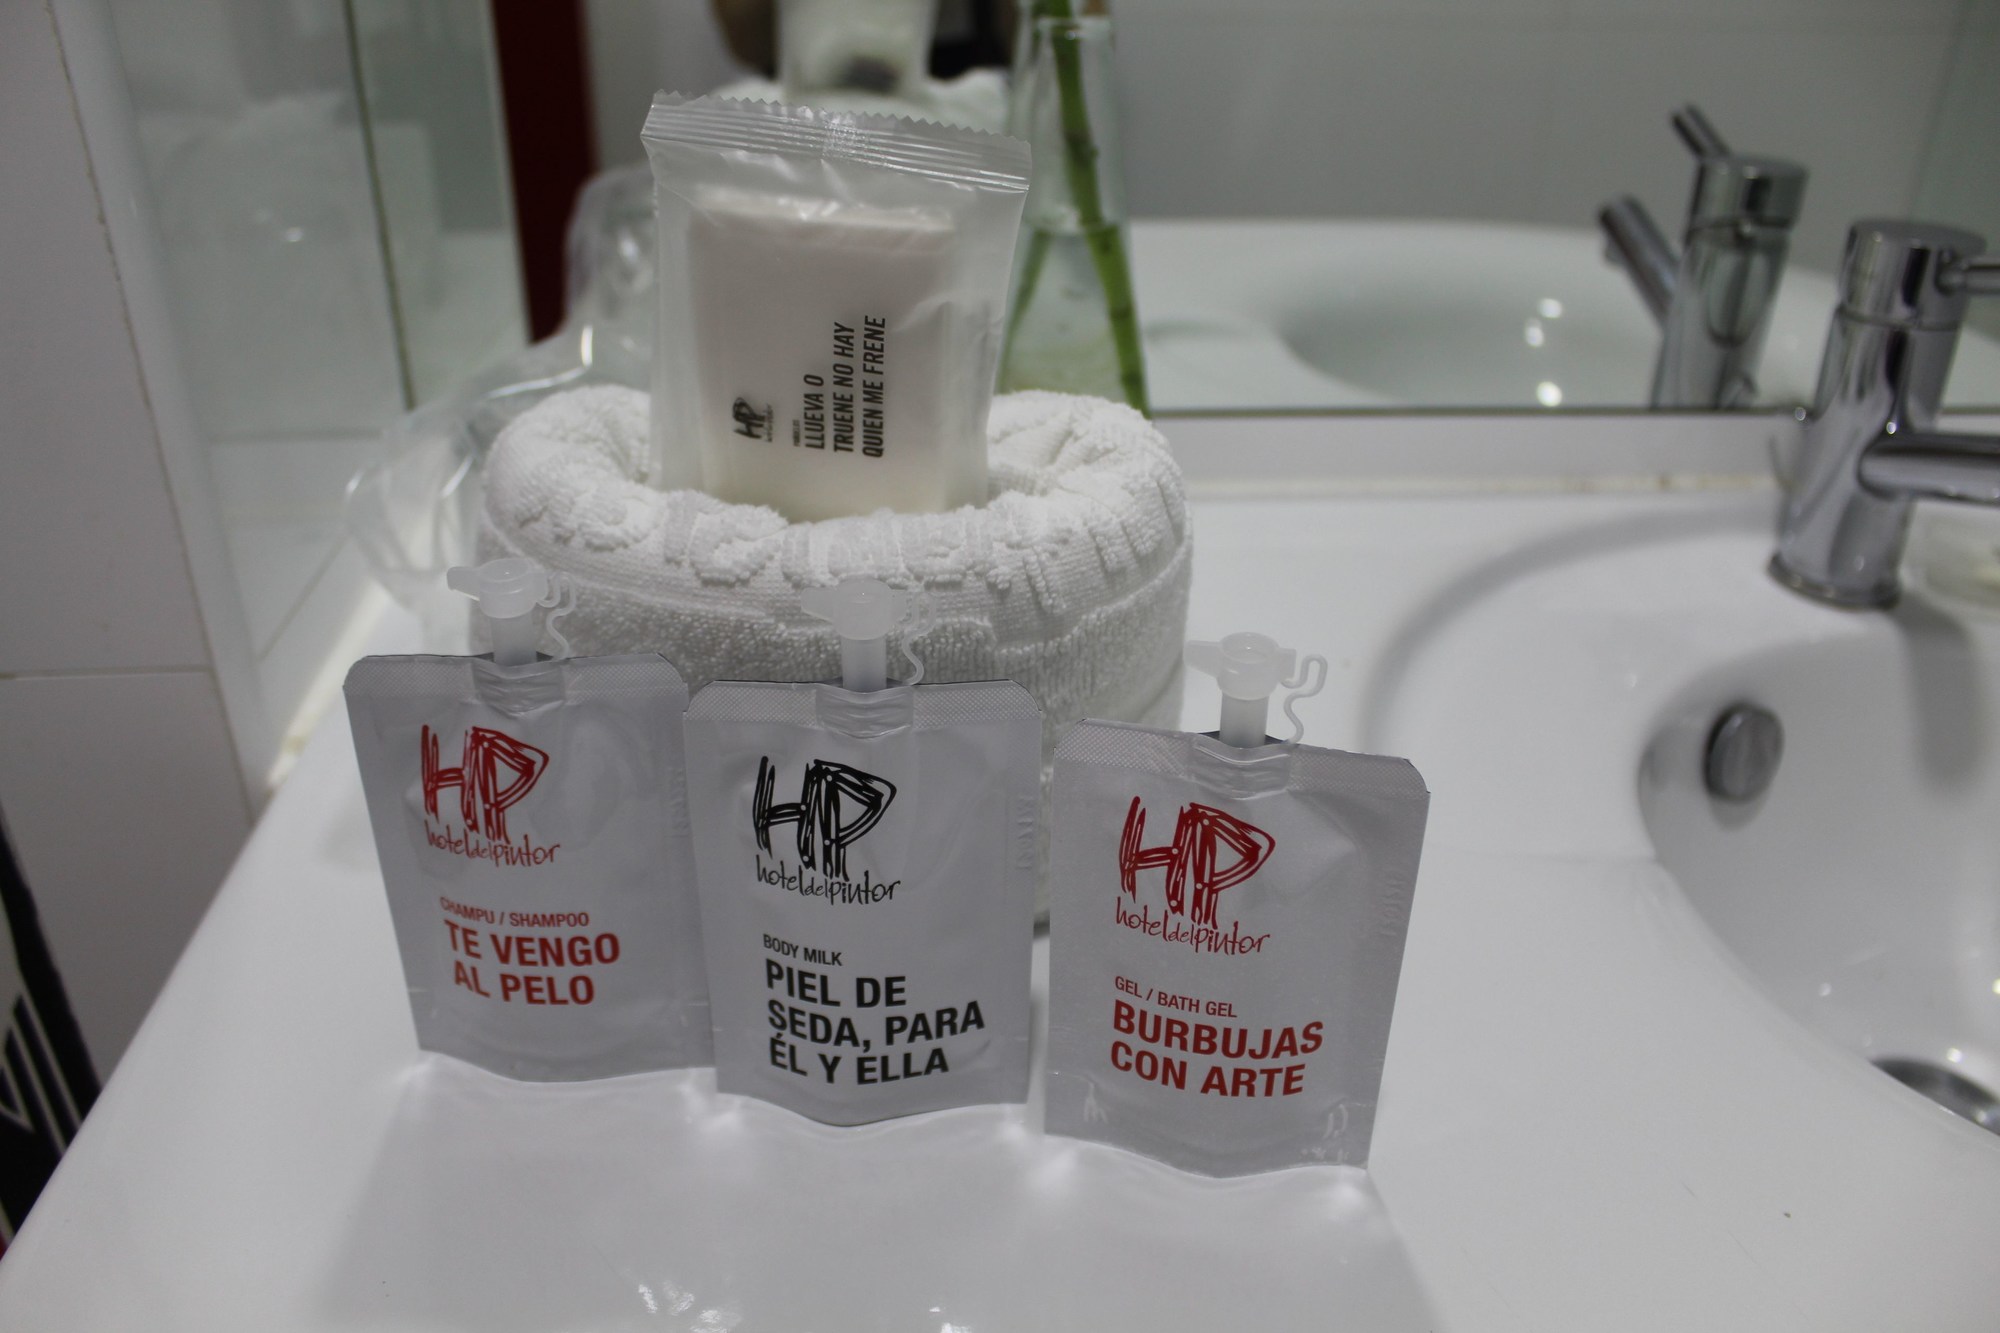 HP
LLUEVA O
TRUENE NO HAY
QUIEN ME FRENE
HP
hoteldelpintor
CHAMPU / SHAMPOO
TE VENGO
AL PELO
HP
hoteldelpintor
BODY MILK
PIEL DE
SEDA, PARA
ÉL Y ELLA
HP
hoteldelpintor
GEL / BATH GEL
BURBUJAS
CON ARTE